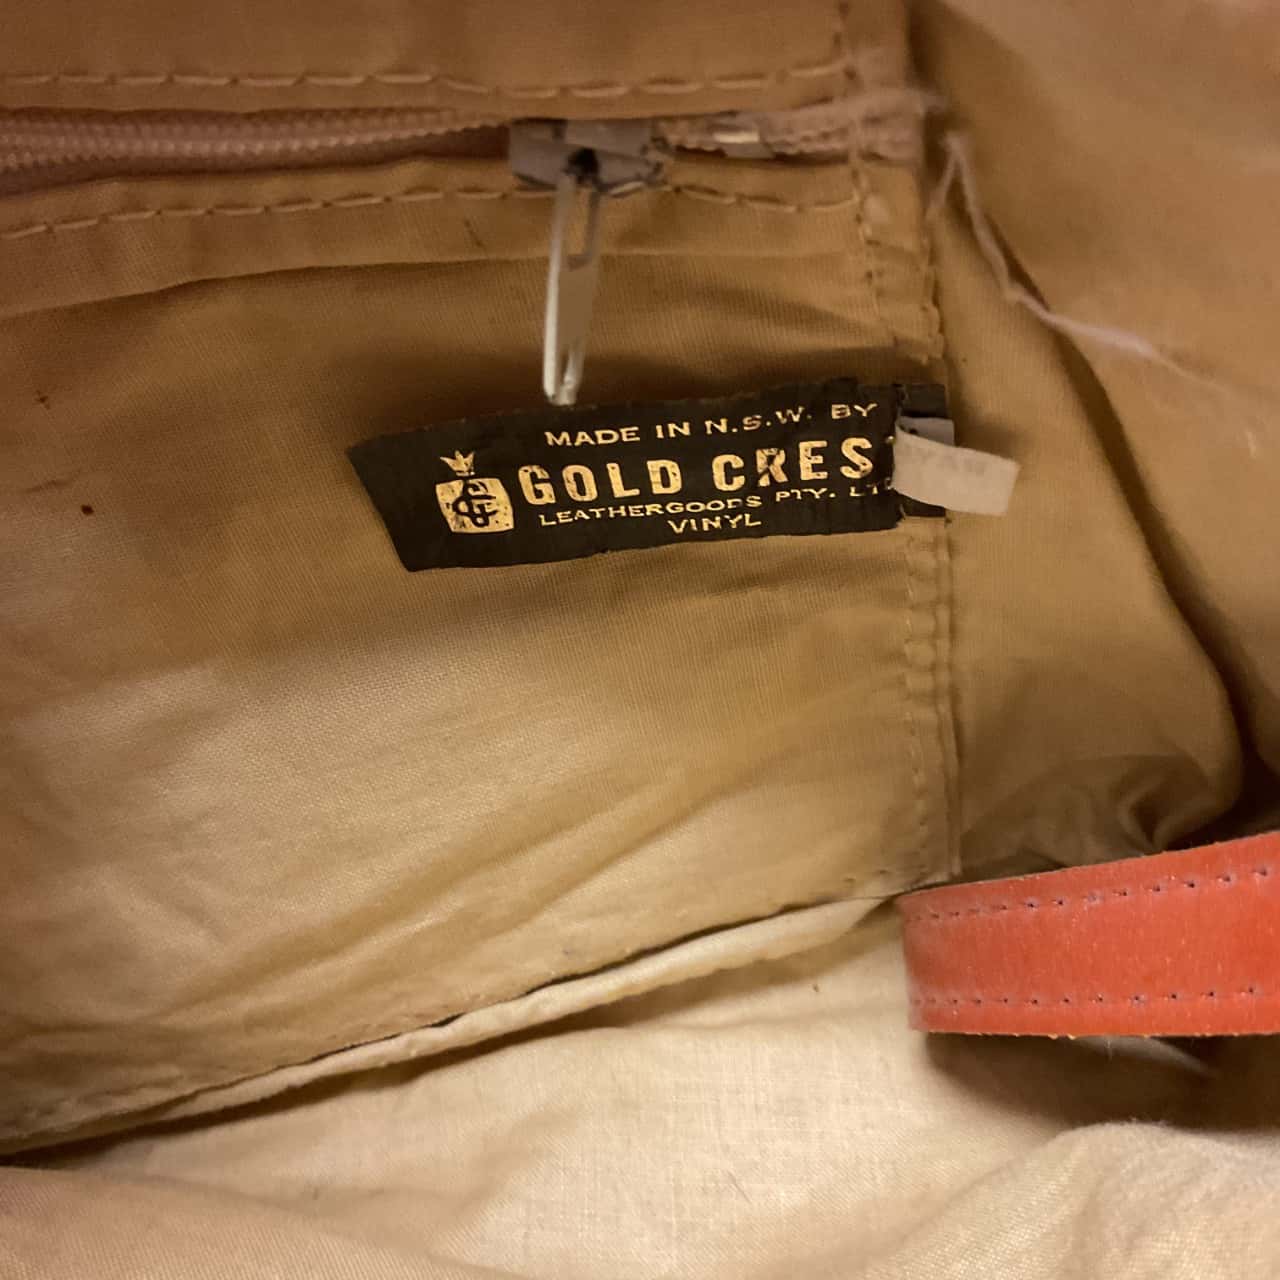 MADE IN N.S.W. BY
GOLD CRES
LEATHERGOODS PTY. LT
VINYL